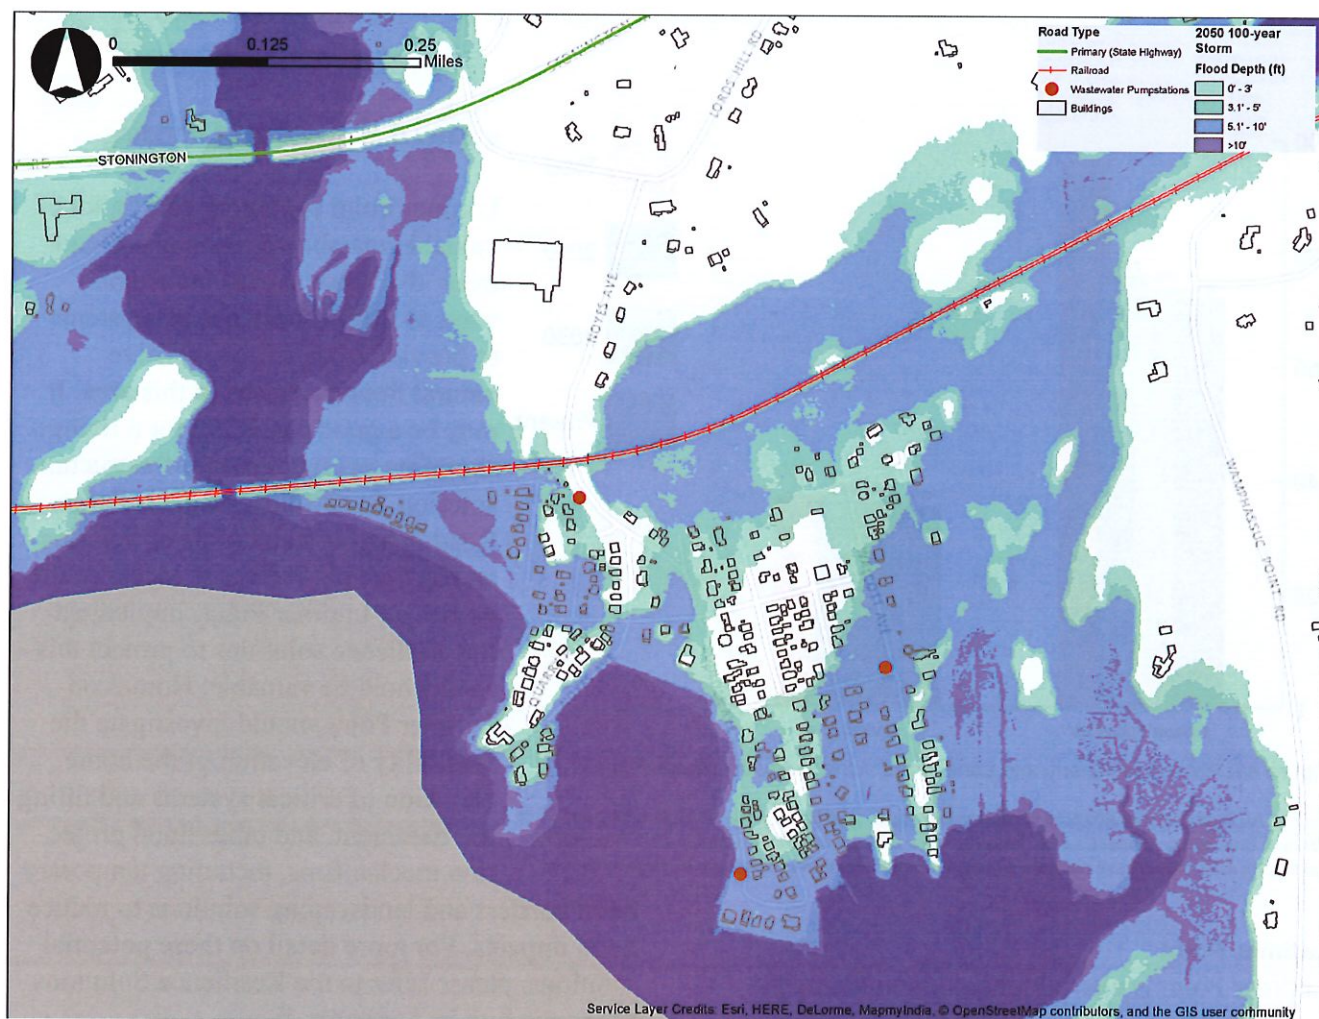 0 0.125 0.25
Miles
Road Type
Primary (State Highway)
Railroad
Wastewater Pumpstations
Buildings
2050 100-year
Storm
Flood Depth (ft)
0' - 3'
3.1' - 5'
5.1' - 10'
>10'
STONINGTON
RD
LORDS HILL RD
NOYES AVE
WAMPHASSUC POINT RD
QUARRY
Service Layer Credits: Esri, HERE, DeLorme, MapmyIndia, © OpenStreetMap contributors, and the GIS user community